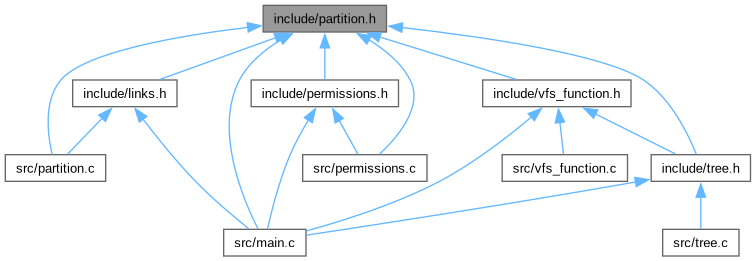 include/partition.h
include/links.h
include/permissions.h
include/vfs_function.h
src/partition.c
src/permissions.c
src/vfs_function.c
include/tree.h
src/main.c
src/tree.c